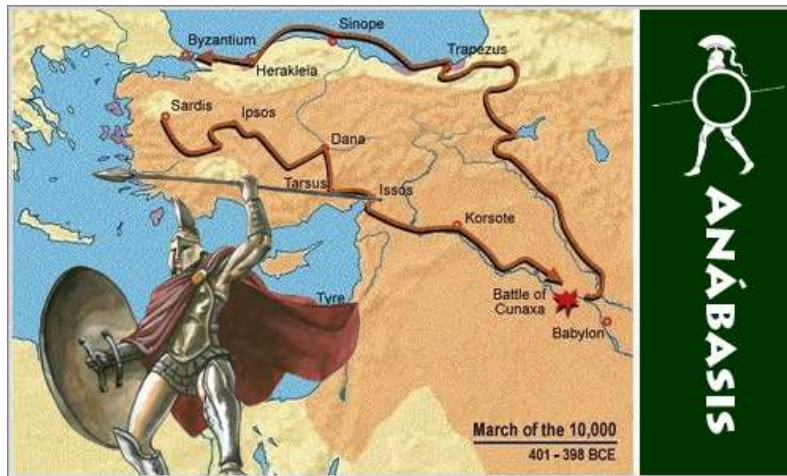 Sinope
Byzantium
Trapezus
Herakleia
Sardis
Ipsos
Dana
Tarsus
Issos
Korsote
Tyre
Battle of
Cunaxa
Babylon
March of the 10,000
401 - 398 BCE
ANÁBASIS